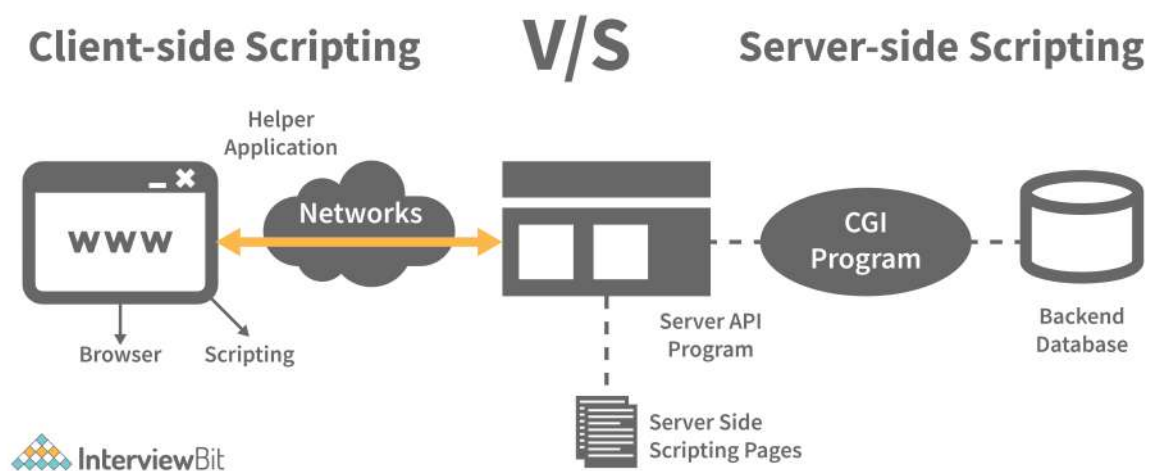 Client-side Scripting
V/S
Server-side Scripting
Helper
Application
www
Networks
CGI
Program
Browser
Scripting
Server API
Program
Backend
Database
Server Side
Scripting Pages
InterviewBit